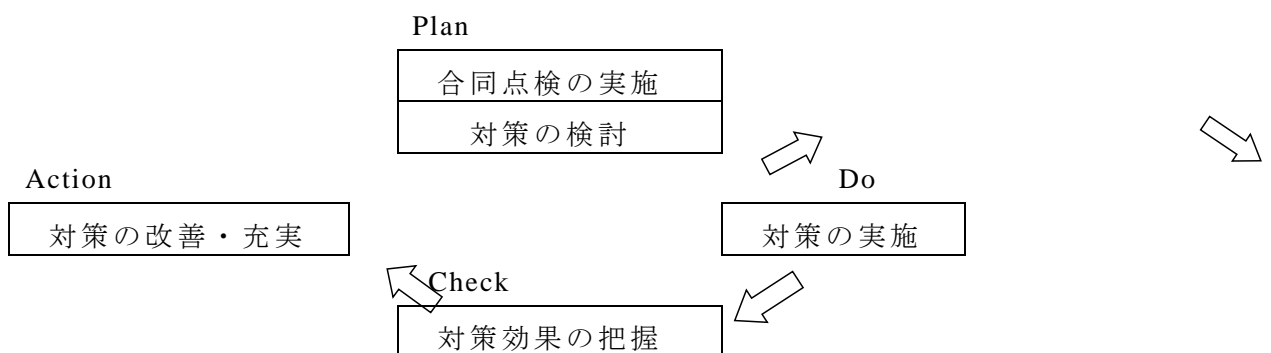 Plan
合同点検の実施
対策の検討
Action
Do
対策の改善・充実
対策の実施
Check
対策効果の把握